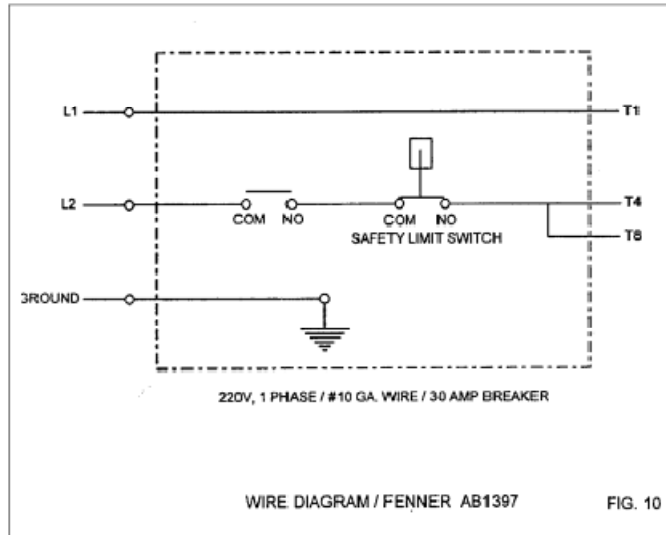 L1
T1
L2
COM NO
COM NO
T4
SAFETY LIMIT SWITCH
T8
GROUND
220V, 1 PHASE / #10 GA. WIRE / 30 AMP BREAKER
WIRE DIAGRAM / FENNER AB1397
FIG. 10